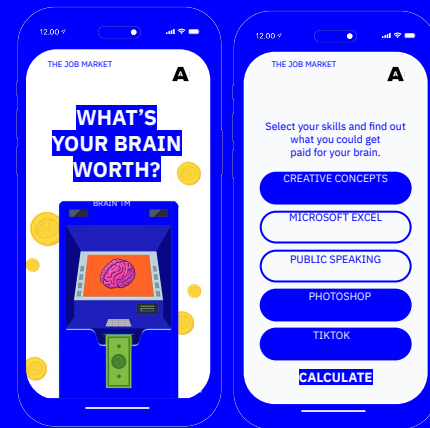 12.00
THE JOB MARKET
A
WHAT'S
YOUR BRAIN
WORTH?
BRAIN TM
12.00
THE JOB MARKET
A
Select your skills and find out
what you could get
paid for your brain.
CREATIVE CONCEPTS
MICROSOFT EXCEL
PUBLIC SPEAKING
PHOTOSHOP
TIKTOK
CALCULATE